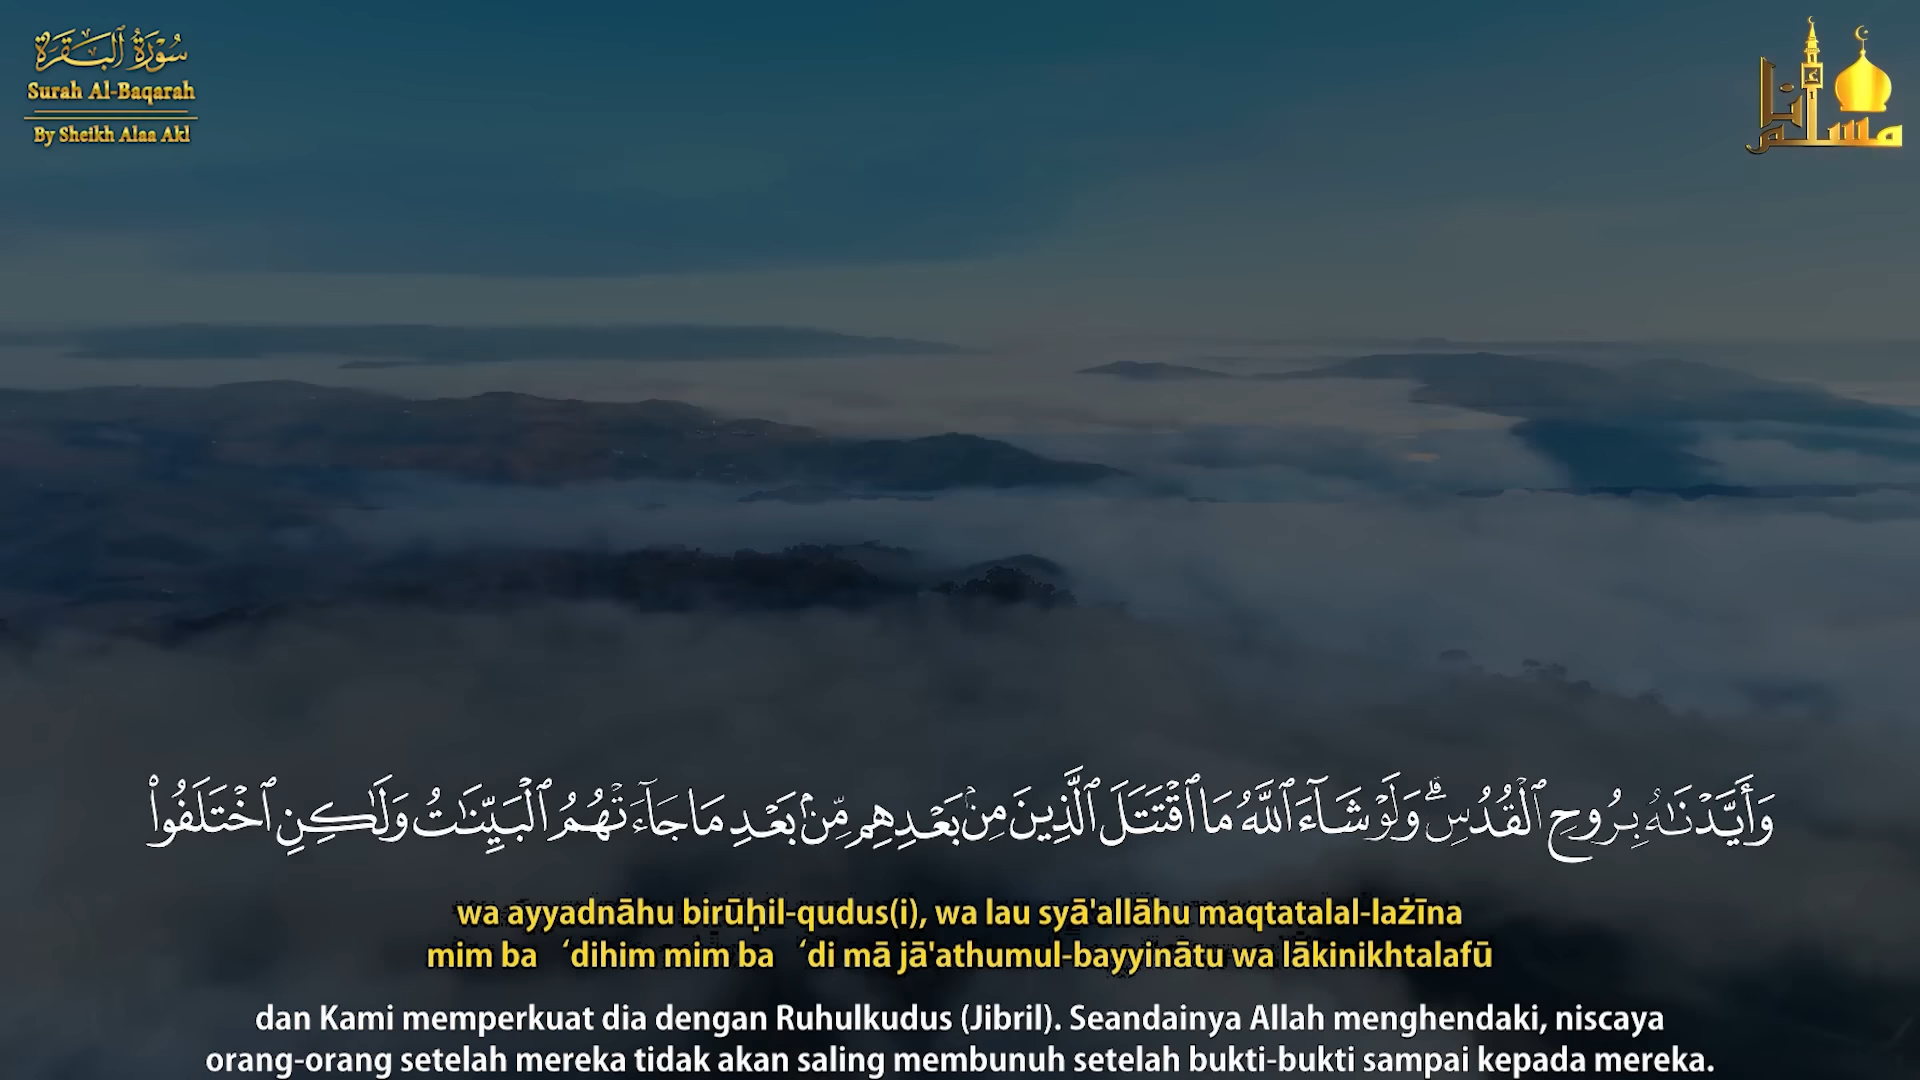 سُورَةُ ٱلْبَقَرَةِ
Surah Al-Baqarah
By Sheikh Alaa Akl
أنا مسلم
وَأَيَّدْنَـٰهُ بِرُوحِ ٱلْقُدُسِ ۗ وَلَوْ شَآءَ ٱللَّهُ مَا ٱقْتَتَلَ ٱلَّذِينَ مِنۢ بَعْدِهِم مِّنۢ بَعْدِ مَا جَآءَتْهُمُ ٱلْبَيِّنَـٰتُ وَلَـٰكِنِ ٱخْتَلَفُوا۟
wa ayyadnāhu birūḥil-qudus(i), wa lau syā'allāhu maqtatalal-lażīna
mim ba ‘dihim mim ba ‘di mā jā'athumul-bayyinātu wa lākinikhtalafū
dan Kami memperkuat dia dengan Ruhulkudus (Jibril). Seandainya Allah menghendaki, niscaya
orang-orang setelah mereka tidak akan saling membunuh setelah bukti-bukti sampai kepada mereka.